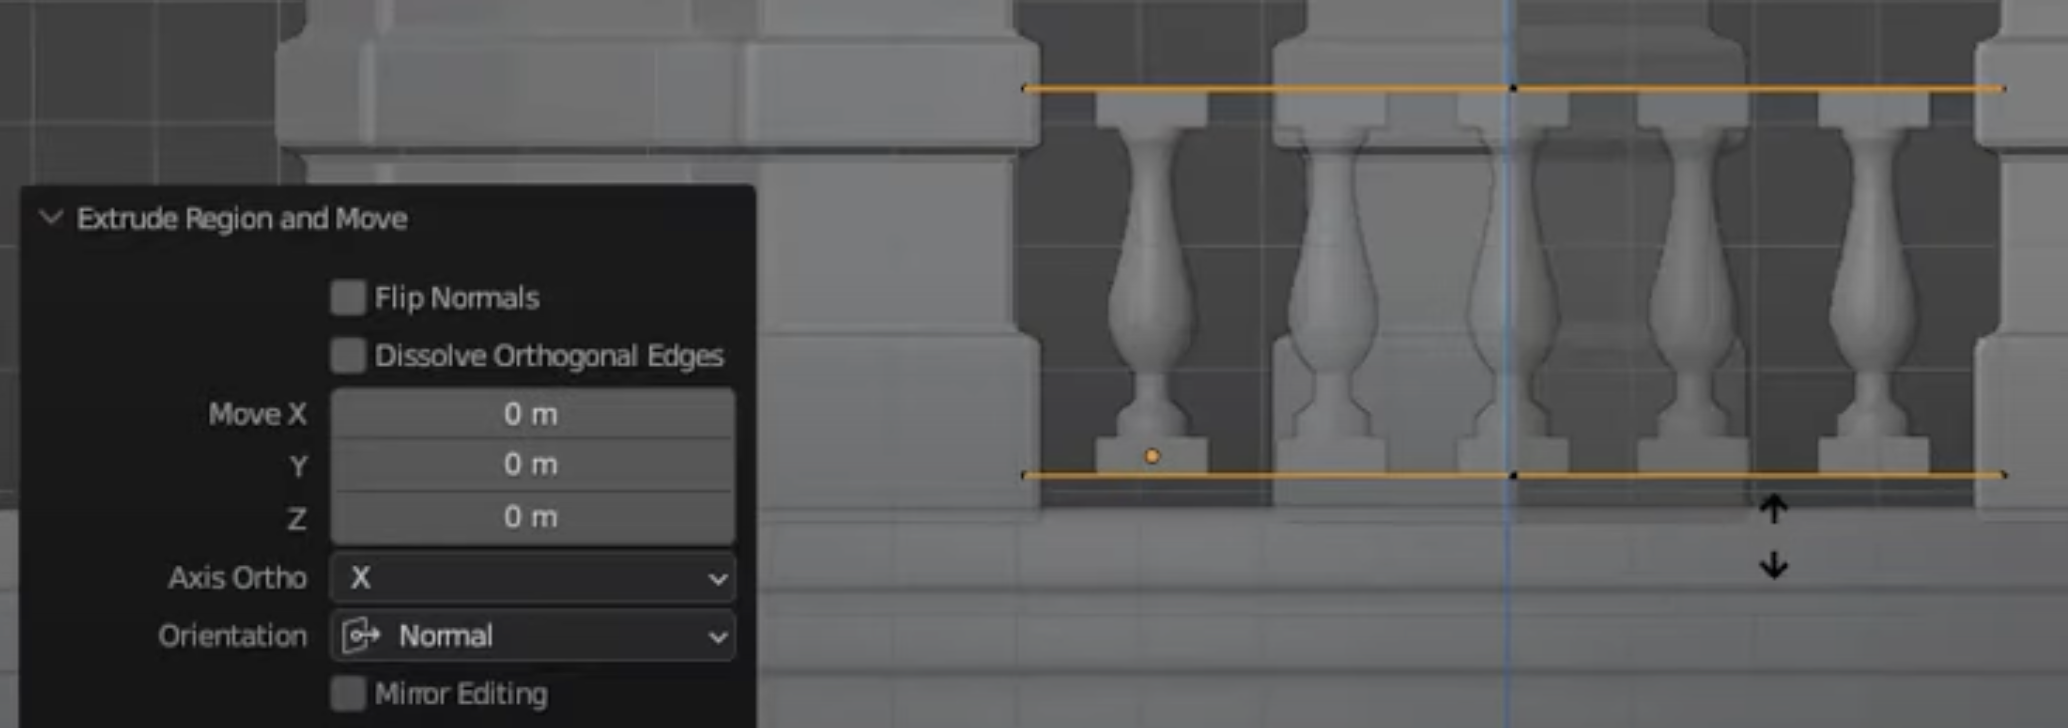 Extrude Region and Move
Flip Normals
Dissolve Orthogonal Edges
Move X 0 m
Y 0 m
Z 0 m
Axis Ortho X
Orientation Normal
Mirror Editing